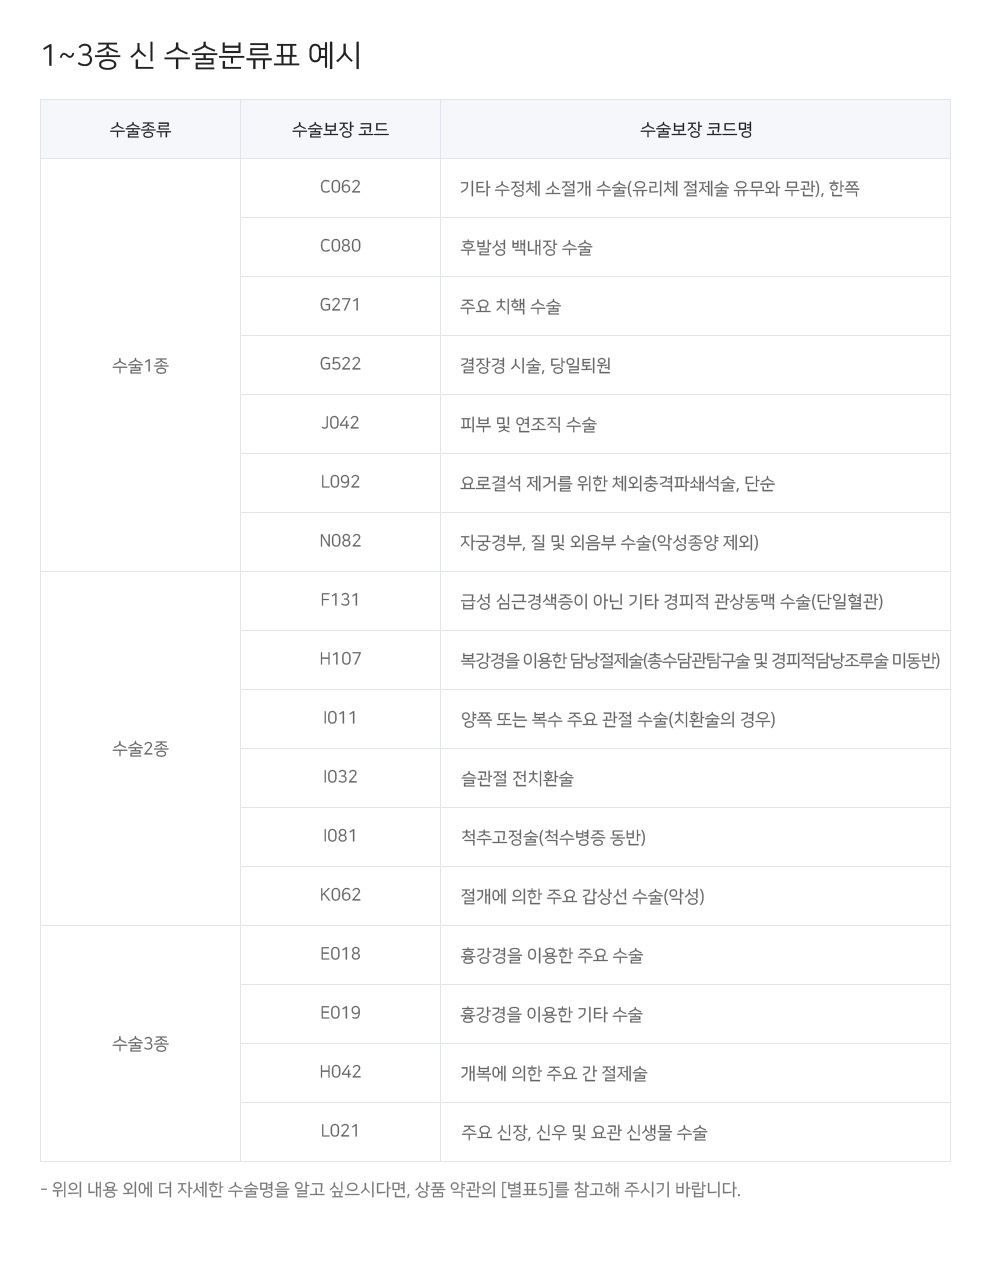 1~3종 신 수술분류표 예시
수술종류 수술보장 코드 수술보장 코드명
수술1종
C062 기타 수정체 소절개 수술(유리체 절제술 유무와 무관), 한쪽
C080 후발성 백내장 수술
G271 주요 치핵 수술
G522 결장경 시술, 당일퇴원
J042 피부 및 연조직 수술
L092 요로결석 제거를 위한 체외충격파쇄석술, 단순
N082 자궁경부, 질 및 외음부 수술(악성종양 제외)
수술2종
F131 급성 심근경색증이 아닌 기타 경피적 관상동맥 수술(단일혈관)
H107 복강경을 이용한 담낭절제술(총수담관탐구술 및 경피적담낭조루술 미동반)
I011 양쪽 또는 복수 주요 관절 수술(치환술의 경우)
I032 슬관절 전치환술
I081 척추고정술(척수병증 동반)
K062 절개에 의한 주요 갑상선 수술(악성)
수술3종
E018 흉강경을 이용한 주요 수술
E019 흉강경을 이용한 기타 수술
H042 개복에 의한 주요 간 절제술
L021 주요 신장, 신우 및 요관 신생물 수술
- 위의 내용 외에 더 자세한 수술명을 알고 싶으시다면, 상품 약관의 [별표5]를 참고해 주시기 바랍니다.